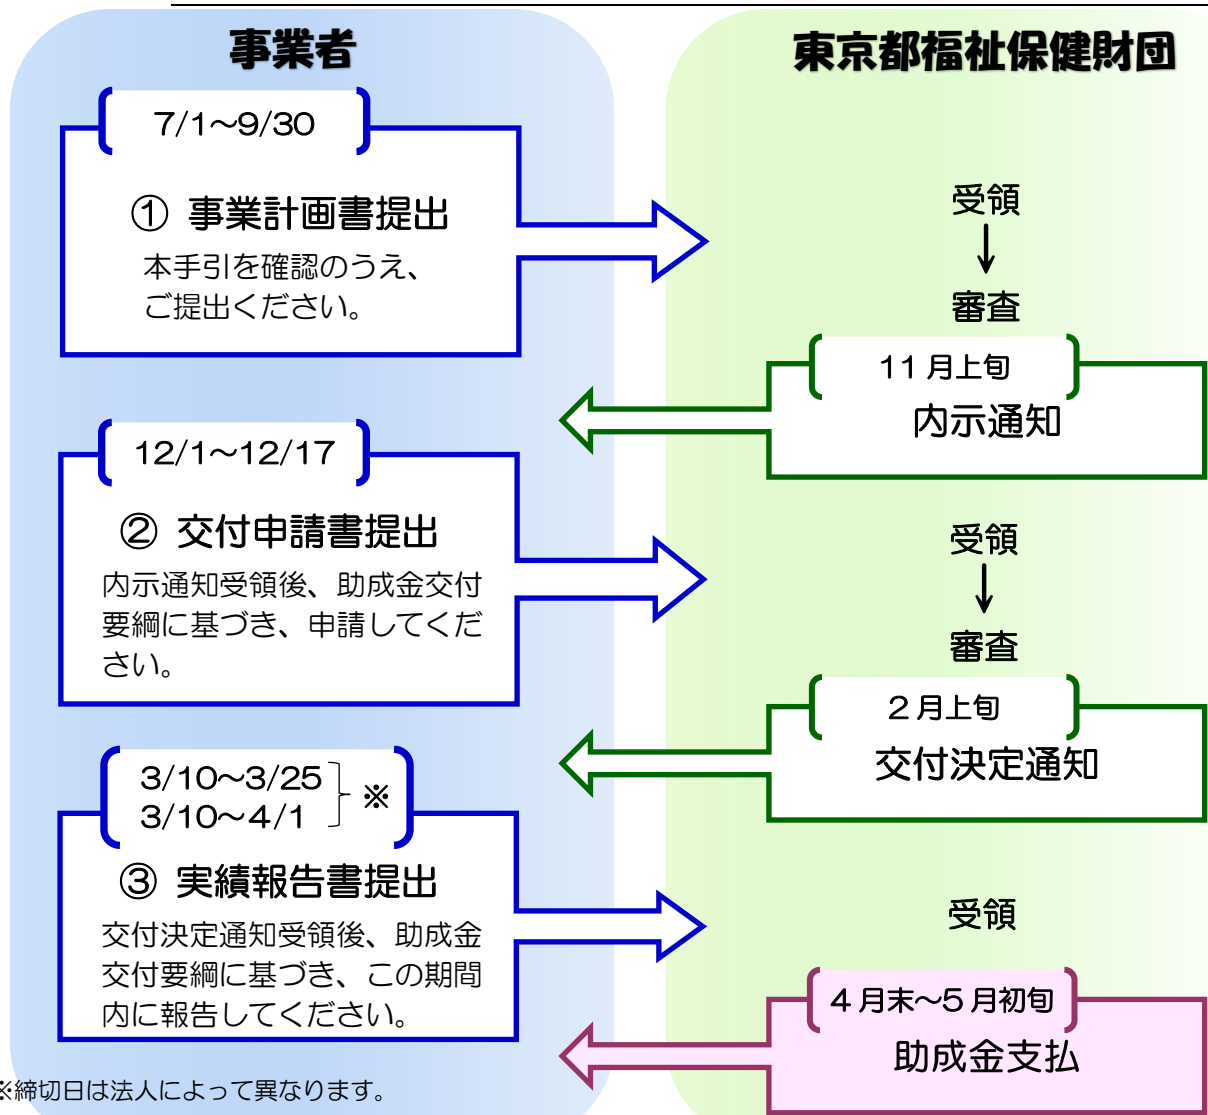 事業者
東京都福祉保健財団
7/1～9/30
① 事業計画書提出
本手引を確認のうえ、
ご提出ください。
受領
↓
審査
11月上旬
内示通知
12/1～12/17
② 交付申請書提出
内示通知受領後、助成金交付
要綱に基づき、申請してくだ
さい。
受領
↓
審査
2月上旬
交付決定通知
3/10～3/25
3/10～4/1
※
③ 実績報告書提出
交付決定通知受領後、助成金
交付要綱に基づき、この期間
内に報告してください。
受領
4月末～5月初旬
助成金支払
※締切日は法人によって異なります。